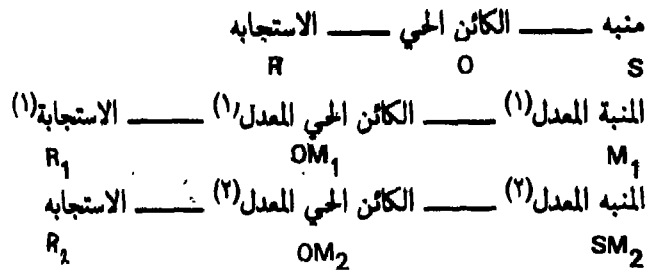 منبه ـــــ الكائن الحي ـــــ الاستجابه
S O R
المنبة المعدل(١) ـــــ الكائن الحي المعدل(١) ـــــ الاستجابة(١)
M₁ OM₁ R₁
المنبه المعدل(٢) ـــــ الكائن الحي المعدل(٢) ـــــ الاستجابه
SM₂ OM₂ R₂